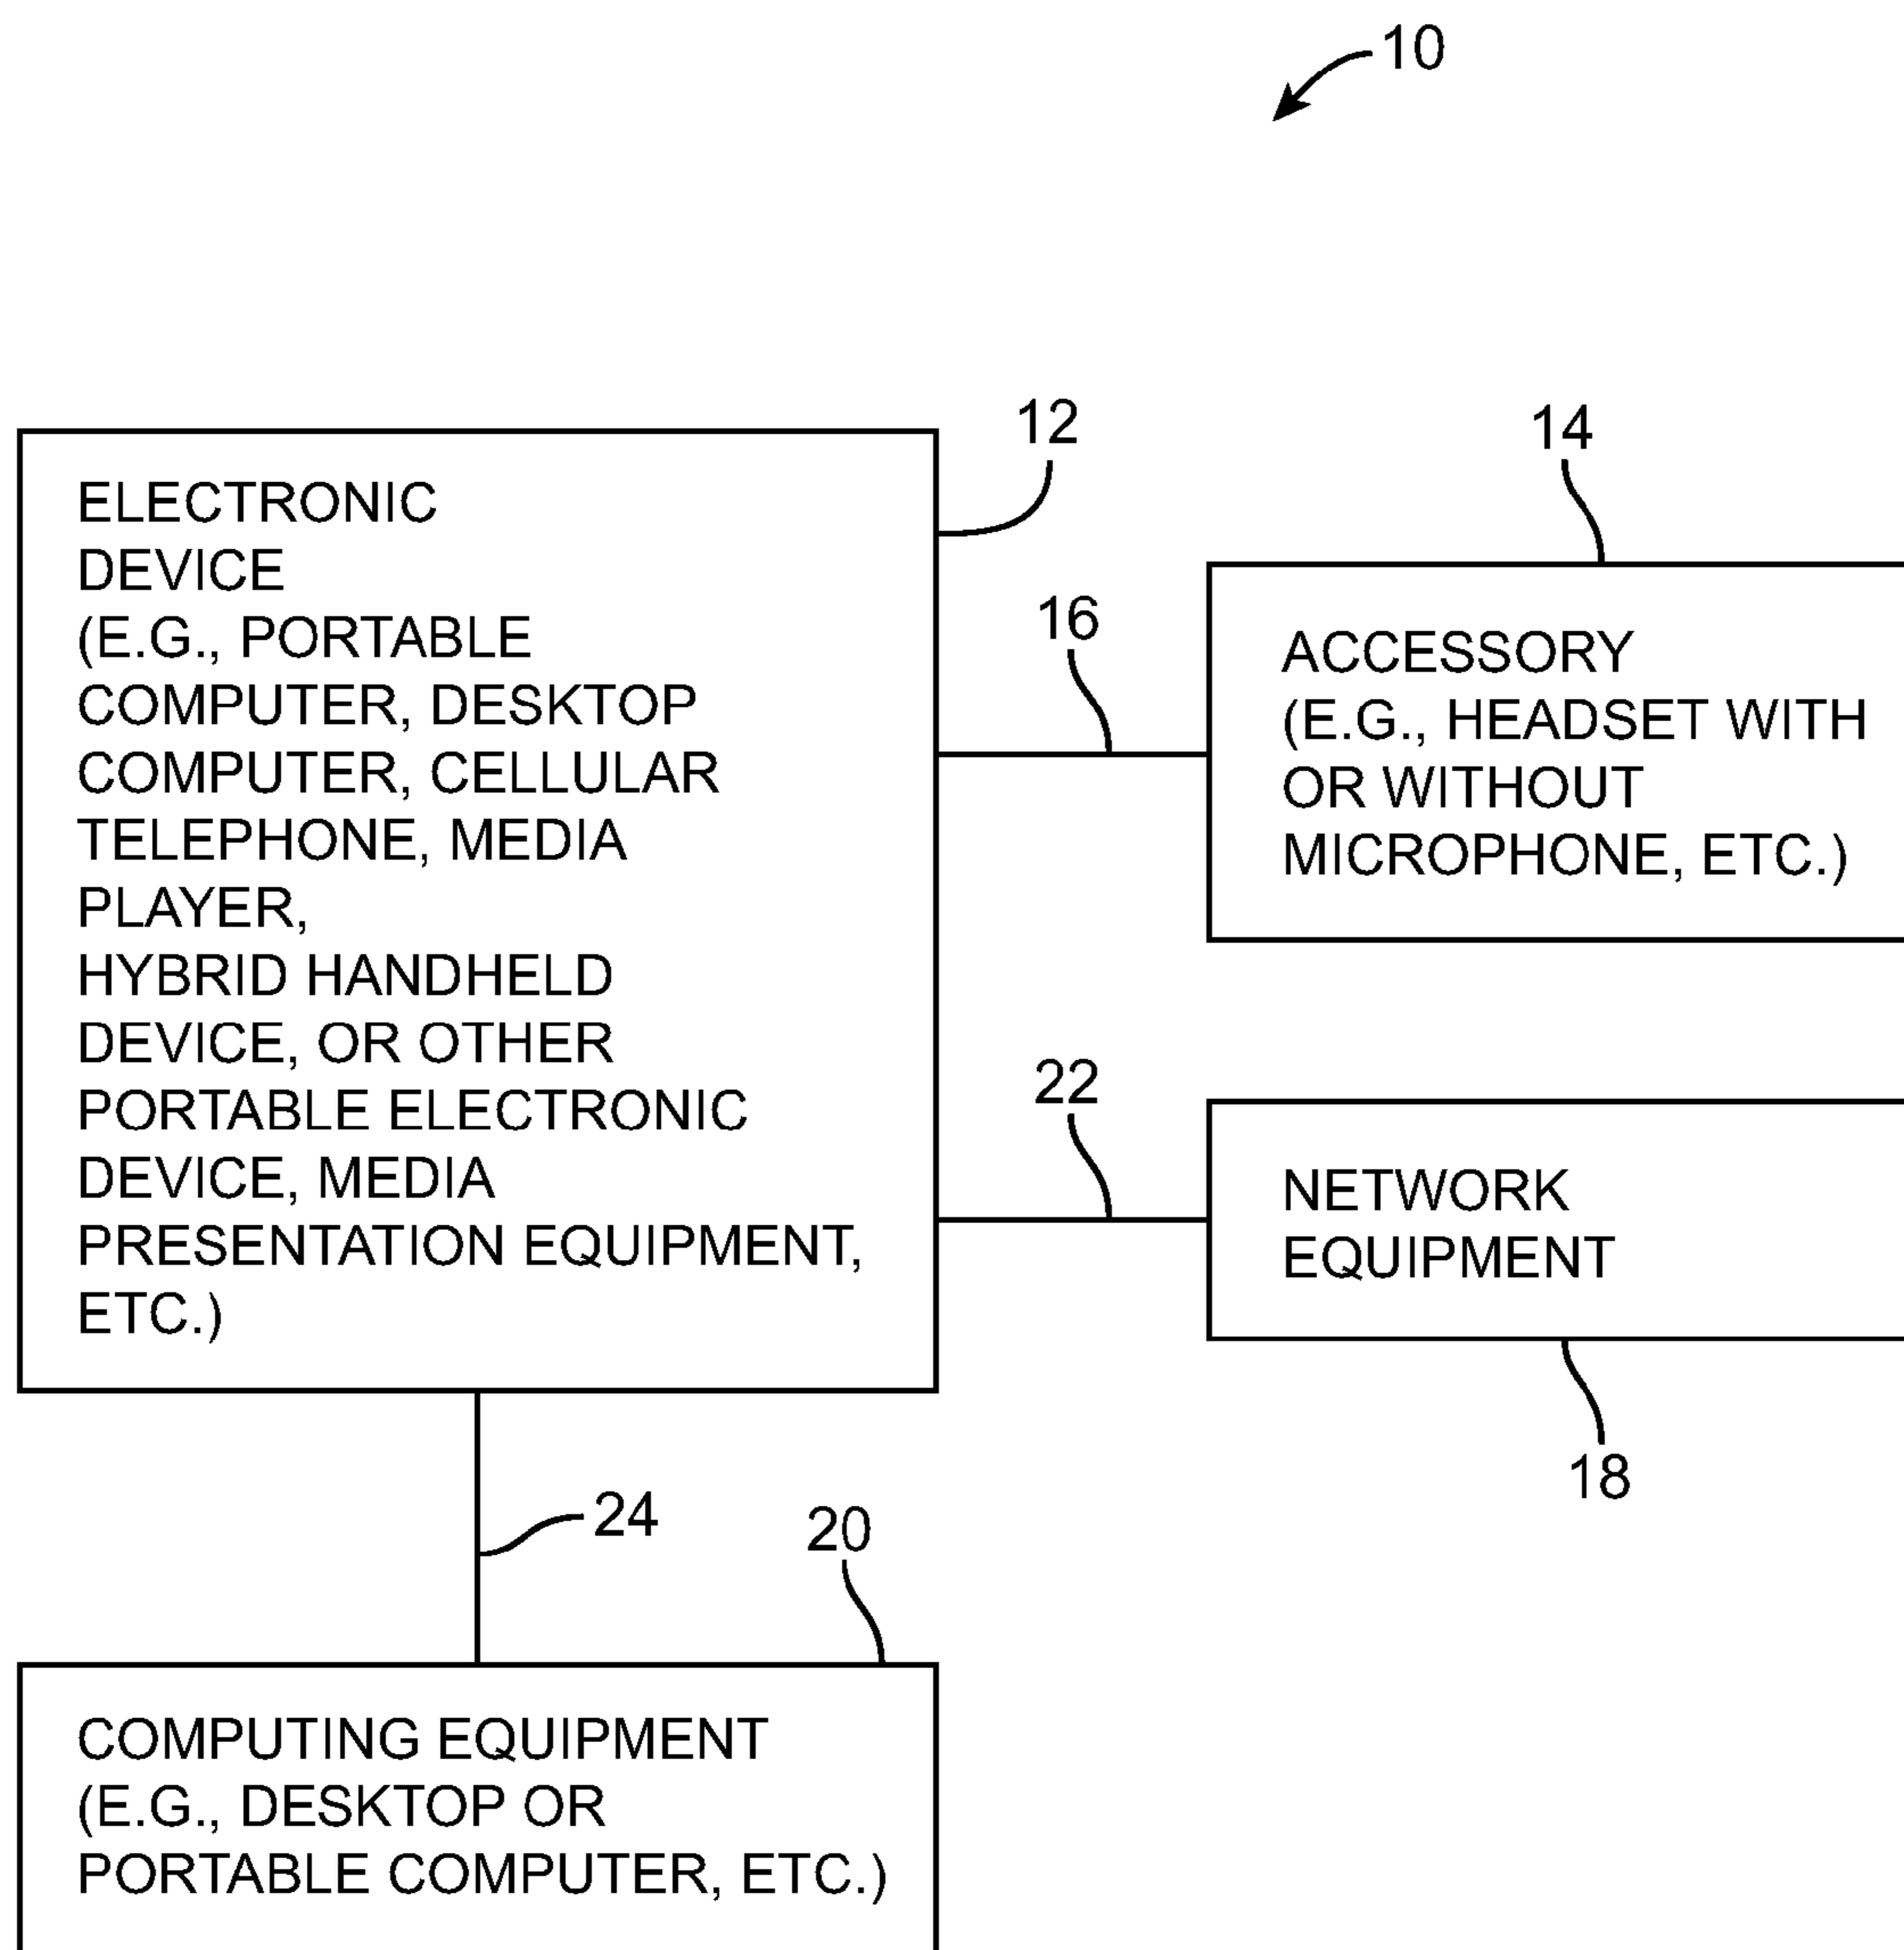 10
12
ELECTRONIC
DEVICE
(E.G., PORTABLE
COMPUTER, DESKTOP
COMPUTER, CELLULAR
TELEPHONE, MEDIA
PLAYER,
HYBRID HANDHELD
DEVICE, OR OTHER
PORTABLE ELECTRONIC
DEVICE, MEDIA
PRESENTATION EQUIPMENT,
ETC.)
16
14
ACCESSORY
(E.G., HEADSET WITH
OR WITHOUT
MICROPHONE, ETC.)
22
NETWORK
EQUIPMENT
18
24
20
COMPUTING EQUIPMENT
(E.G., DESKTOP OR
PORTABLE COMPUTER, ETC.)